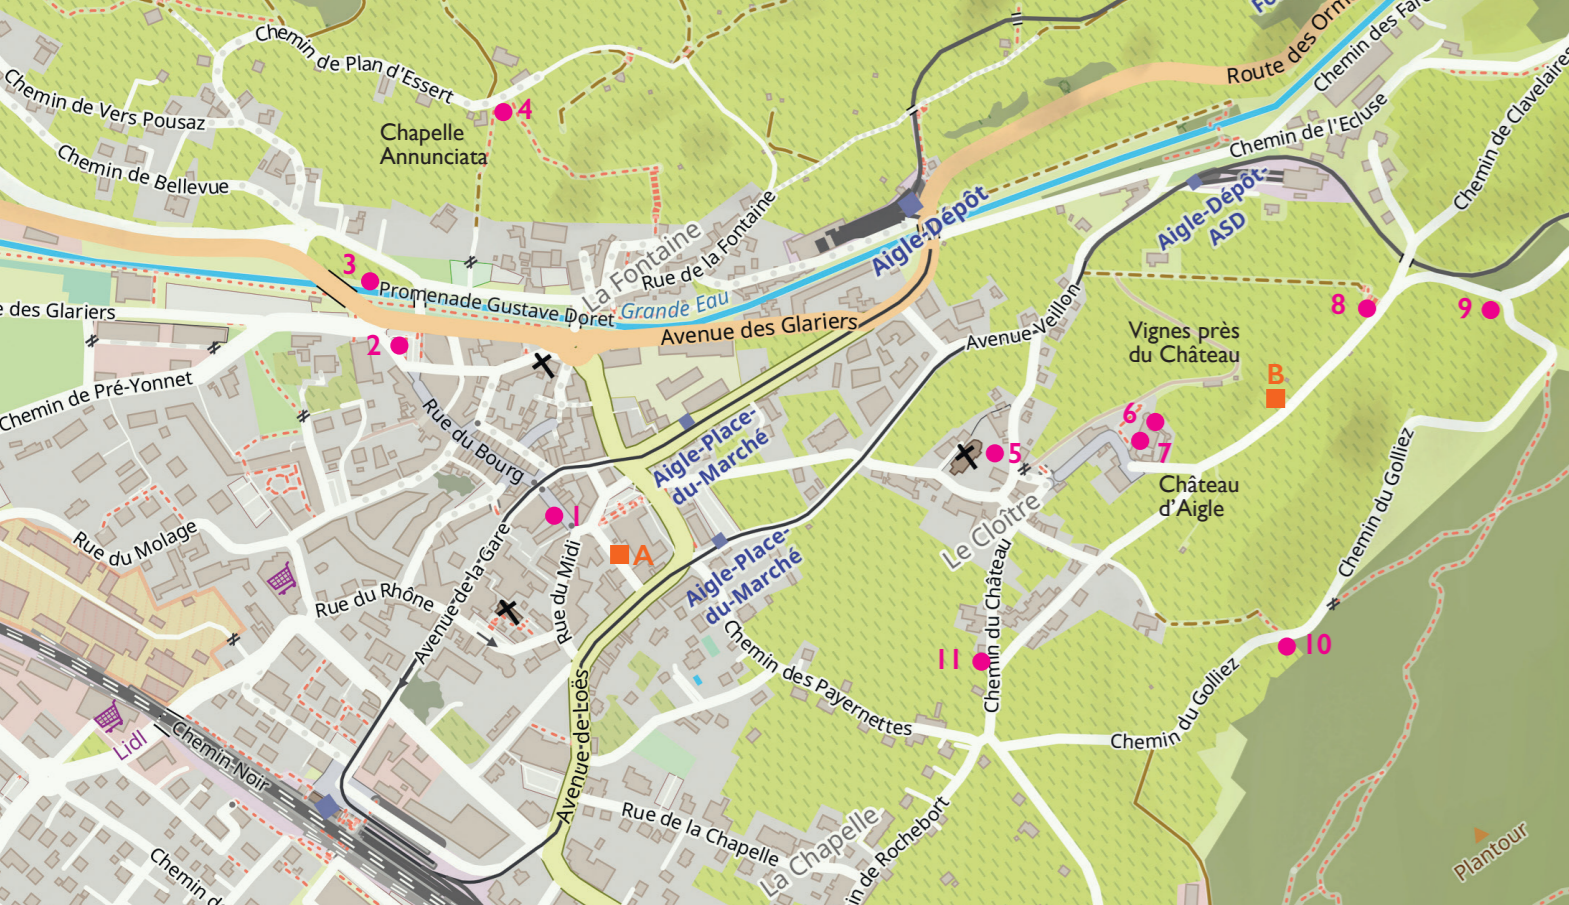 Chemin de Plan d'Essert
Chemin de Vers Pousaz
Chemin de Bellevue
4
Chapelle
Annunciata
Route des Orm
Chemin des Far
Chemin de l'Ecluse
Chemin de Clavelaires
Aigle-Dépôt
Aigle-Dépôt-
ASD
La Fontaine
Rue de la Fontaine
3
Promenade Gustave Doret
Grande Eau
Avenue des Glariers
e des Glariers
2
Chemin de Pré-Yonnet
Avenue Veillon
Vignes près
du Château
8
9
B
6
7
5
Château
d'Aigle
Le Cloître
Rue du Bourg
Aigle-Place-
du-Marché
1
A
Aigle-Place-
du-Marché
Rue du Molage
Rue du Rhône
Avenue-de-la-Gare
Rue du Midi
Chemin du Château
11
Chemin du Golliez
10
Chemin du Golliez
Chemin des Payernettes
Lidl
Chemin-Noir
Avenue-de-Loës
Rue de la Chapelle
La Chapelle
in de Rochebort
Chemin d
Plantour